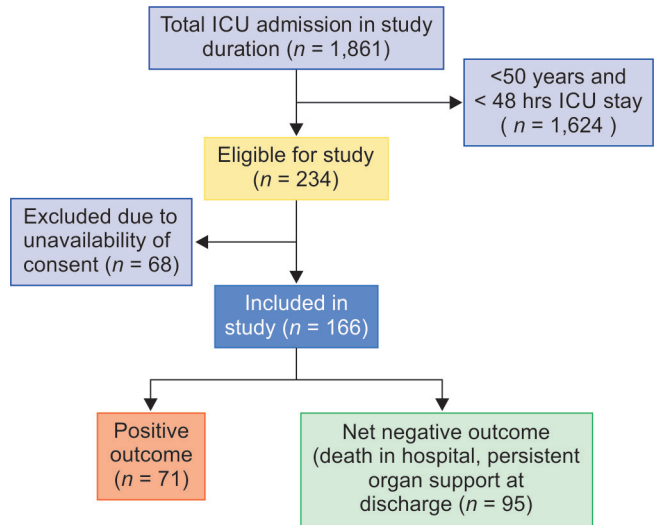 Total ICU admission in study
duration (n = 1,861)
<50 years and
< 48 hrs ICU stay
( n = 1,624 )
Eligible for study
(n = 234)
Excluded due to
unavailability of
consent (n = 68)
Included in
study (n = 166)
Positive
outcome
(n = 71)
Net negative outcome
(death in hospital, persistent
organ support at
discharge (n = 95)